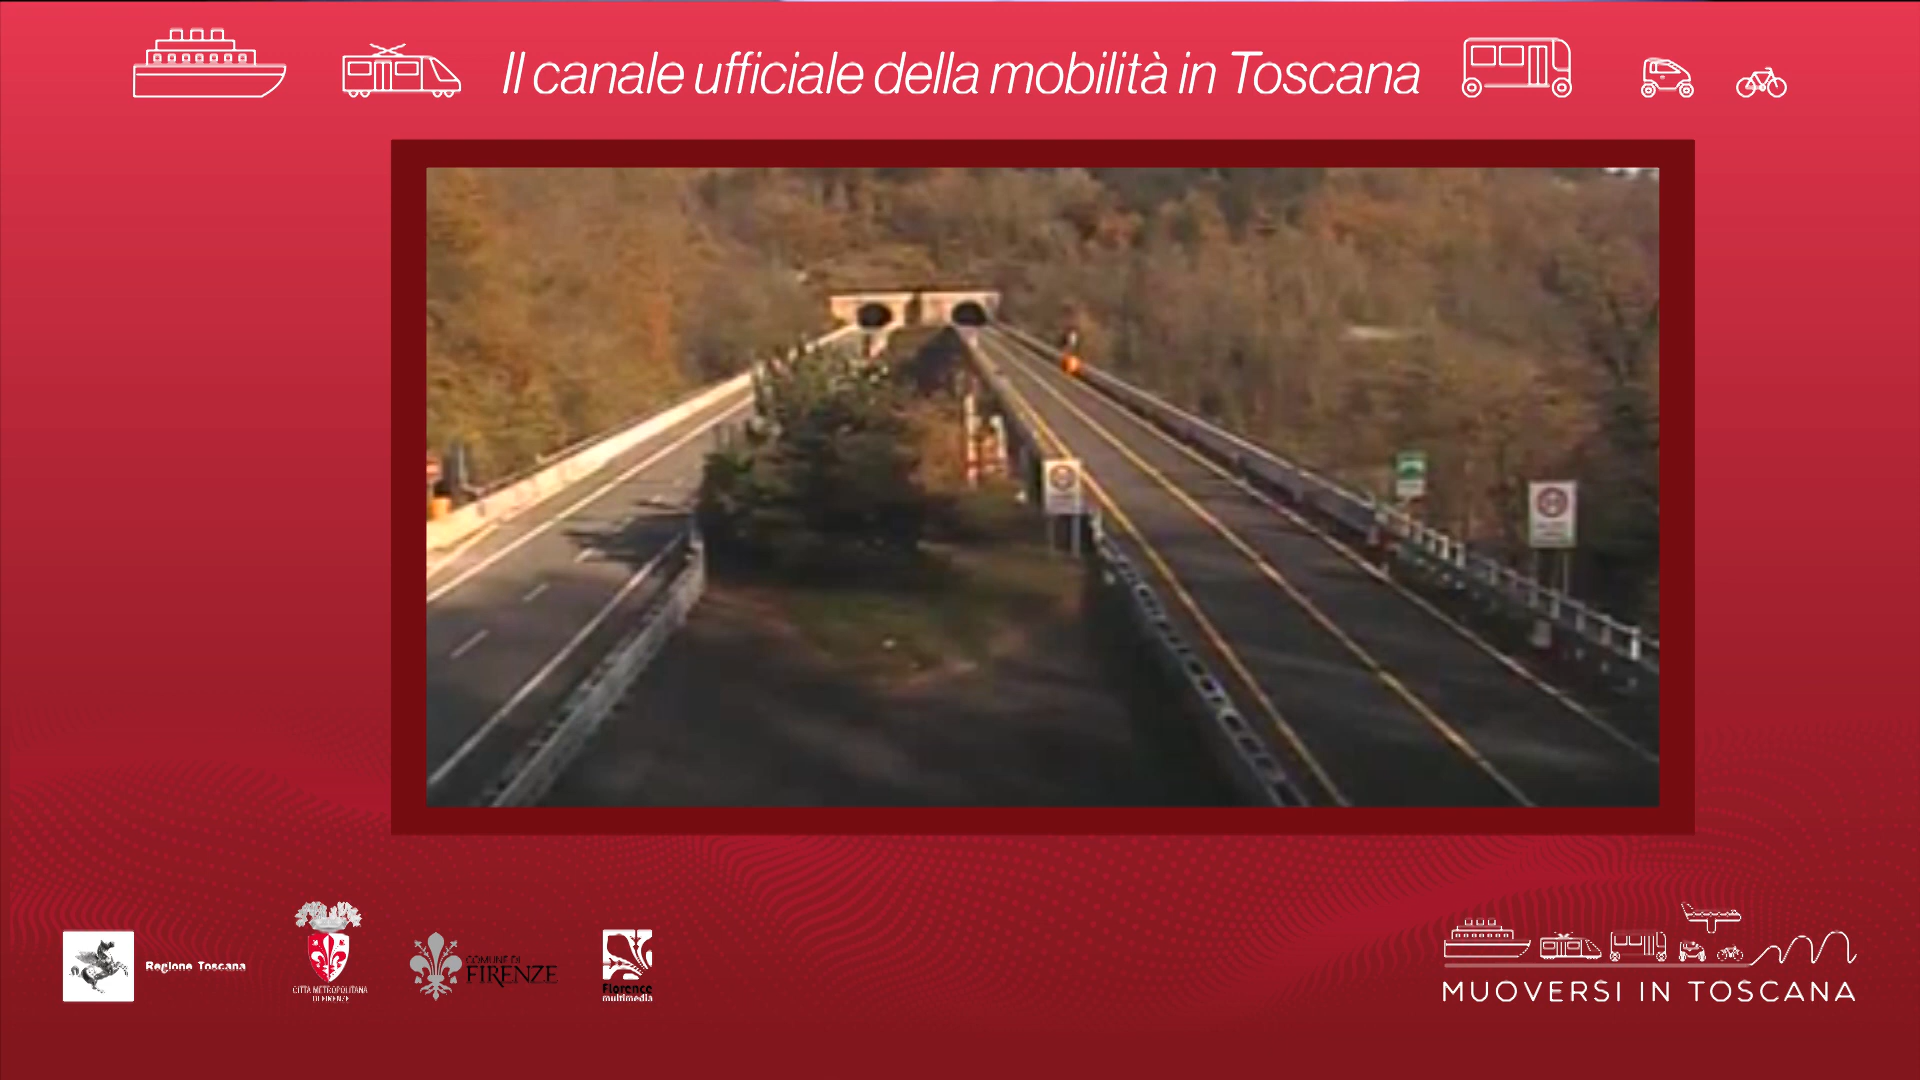 Il canale ufficiale della mobilità in Toscana
Regione Toscana
CITTÀ METROPOLITANA
DI FIRENZE
COMUNE DI
FIRENZE
Florence
multimedia
MUOVERSI IN TOSCANA